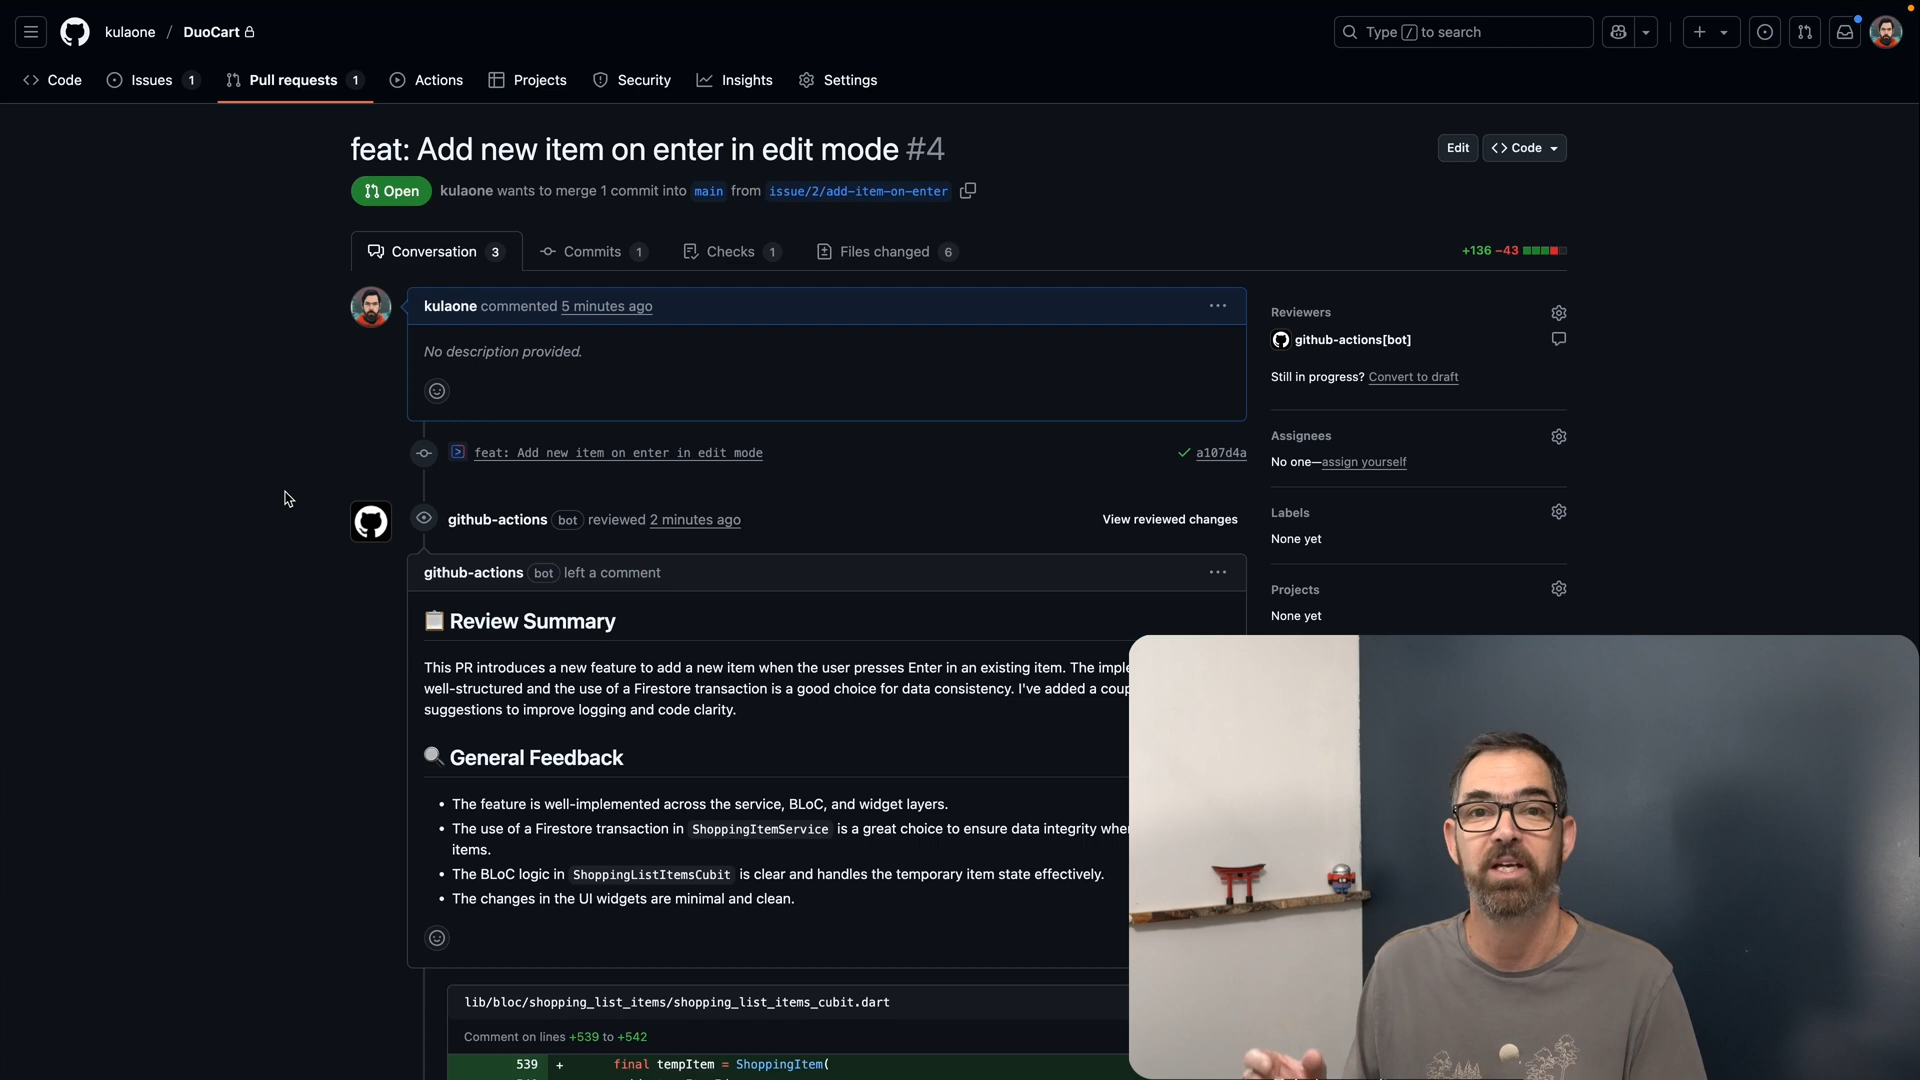 kulaone / DuoCart
Type / to search
Code
Issues 1
Pull requests 1
Actions
Projects
Security
Insights
Settings
feat: Add new item on enter in edit mode #4
Edit
Code
Open
kulaone wants to merge 1 commit into main from issue/2/add-item-on-enter
Conversation 3
Commits 1
Checks 1
Files changed 6
+136 −43
kulaone commented 5 minutes ago
No description provided.
feat: Add new item on enter in edit mode
a107d4a
github-actions bot reviewed 2 minutes ago
View reviewed changes
github-actions bot left a comment
📋 Review Summary
This PR introduces a new feature to add a new item when the user presses Enter in an existing item. The imple
well-structured and the use of a Firestore transaction is a good choice for data consistency. I've added a coup
suggestions to improve logging and code clarity.
🔍 General Feedback
• The feature is well-implemented across the service, BLoC, and widget layers.
• The use of a Firestore transaction in ShoppingItemService is a great choice to ensure data integrity whe
items.
• The BLoC logic in ShoppingListItemsCubit is clear and handles the temporary item state effectively.
• The changes in the UI widgets are minimal and clean.
lib/bloc/shopping_list_items/shopping_list_items_cubit.dart
Comment on lines +539 to +542
539 + final tempItem = ShoppingItem(
Reviewers
github-actions[bot]
Still in progress? Convert to draft
Assignees
No one—assign yourself
Labels
None yet
Projects
None yet